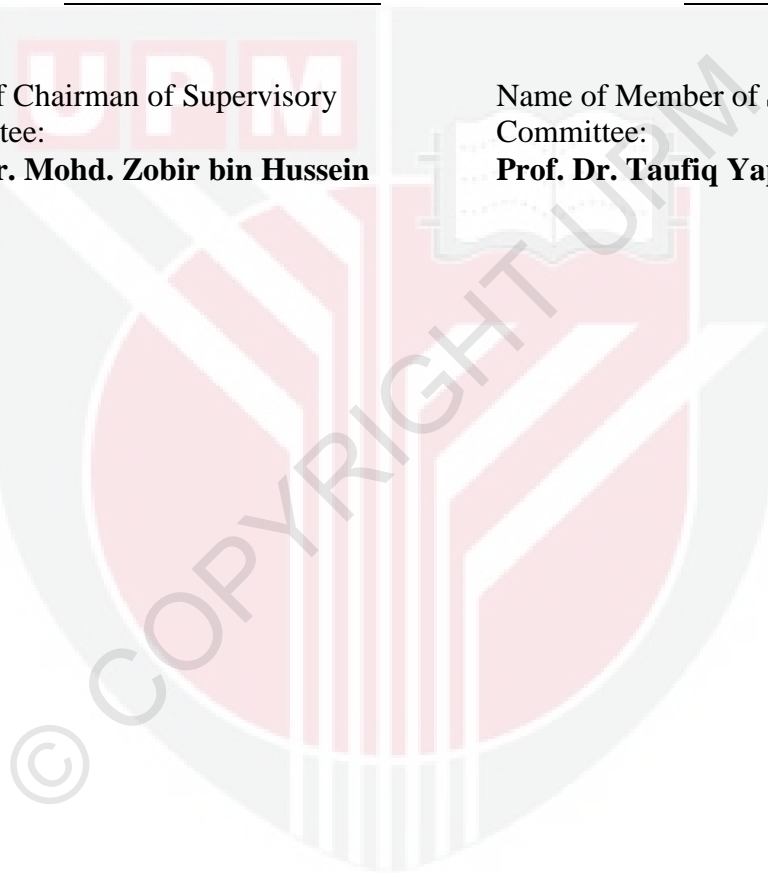 UPM
f Chairman of Supervisory
tee:
r. Mohd. Zobir bin Hussein
Name of Member of
Committee:
Prof. Dr. Taufiq Yap
© COPYRIGHT UPM